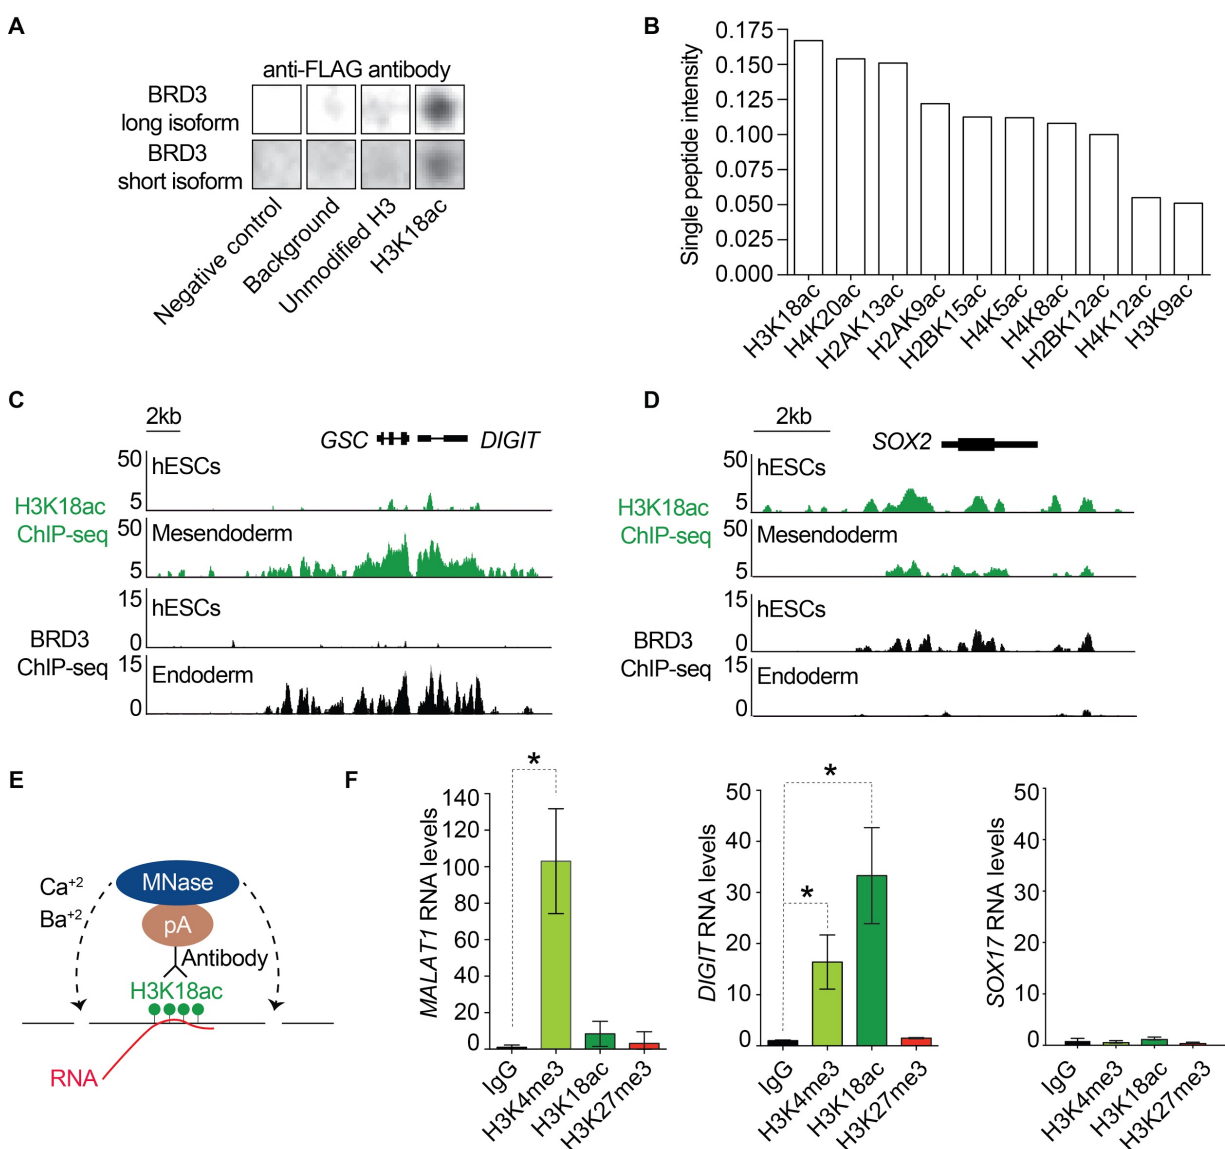 A
anti-FLAG antibody
BRD3
long isoform
BRD3
short isoform
Negative control
Background
Unmodified H3
H3K18ac
B
Single peptide intensity
0.175
0.150
0.125
0.100
0.075
0.050
0.025
0.000
H3K18ac
H4K20ac
H2AK13ac
H2AK9ac
H2BK15ac
H4K5ac
H4K8ac
H2BK12ac
H4K12ac
H3K9ac
C
2kb
GSC
DIGIT
H3K18ac
ChIP-seq
50
5
hESCs
50
5
Mesendoderm
BRD3
ChIP-seq
15
0
hESCs
15
0
Endoderm
D
2kb
SOX2
H3K18ac
ChIP-seq
50
5
hESCs
50
5
Mesendoderm
BRD3
ChIP-seq
15
0
hESCs
15
0
Endoderm
E
Ca+2
Ba+2
MNase
pA
Antibody
H3K18ac
RNA
F
MALAT1 RNA levels
140
120
100
80
60
40
20
0
*
IgG
H3K4me3
H3K18ac
H3K27me3
DIGIT RNA levels
50
40
30
20
10
0
*
*
IgG
H3K4me3
H3K18ac
H3K27me3
SOX17 RNA levels
50
40
30
20
10
0
IgG
H3K4me3
H3K18ac
H3K27me3